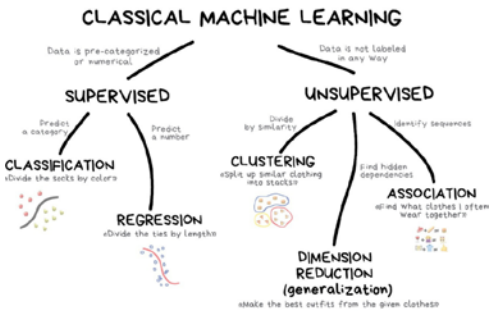 CLASSICAL MACHINE LEARNING
Data is pre-categorized
or numerical
Data is not labeled
in any way
SUPERVISED
UNSUPERVISED
Predict
a category
Predict
a number
Divide
by similarity
Identify sequences
Find hidden
dependencies
CLASSIFICATION
«Divide the socks by color»
CLUSTERING
«Split up similar clothing
into stacks»
ASSOCIATION
«Find what clothes I often
wear together»
REGRESSION
«Divide the ties by length»
DIMENSION
REDUCTION
(generalization)
«Make the best outfits from the given clothes»